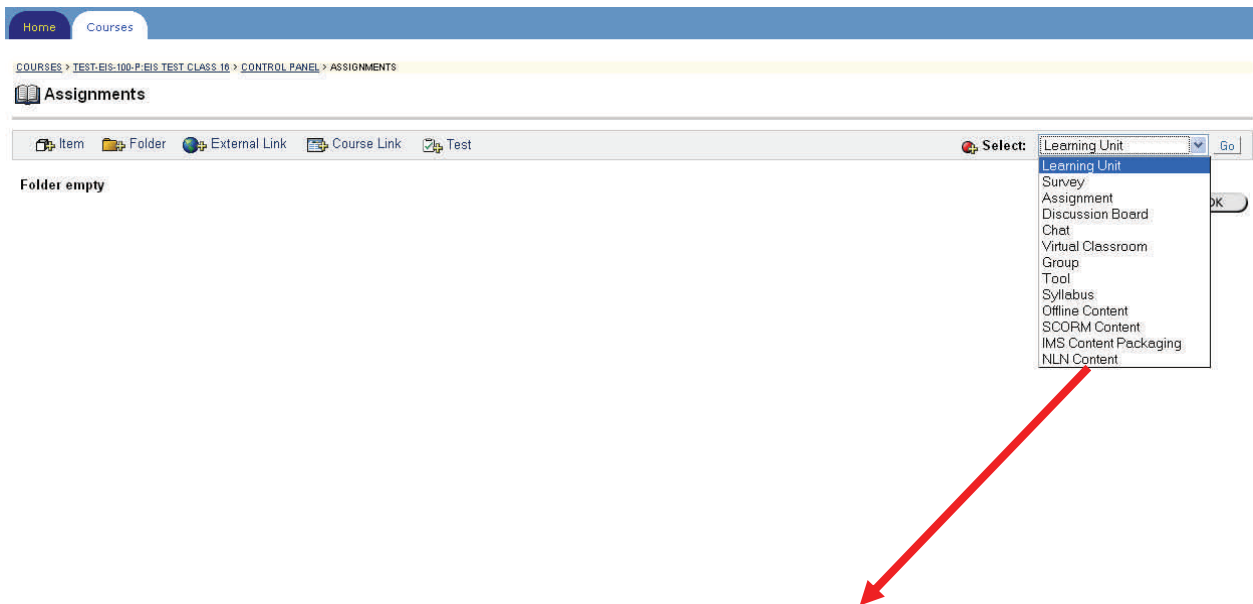 Home Courses
COURSES > TEST-EIS-100-P:EIS TEST CLASS 16 > CONTROL PANEL > ASSIGNMENTS
Assignments
Item Folder External Link Course Link Test Select: Learning Unit Go
Folder empty
Learning Unit
Survey
Assignment
Discussion Board
Chat
Virtual Classroom
Group
Tool
Syllabus
Offline Content
SCORM Content
IMS Content Packaging
NLN Content